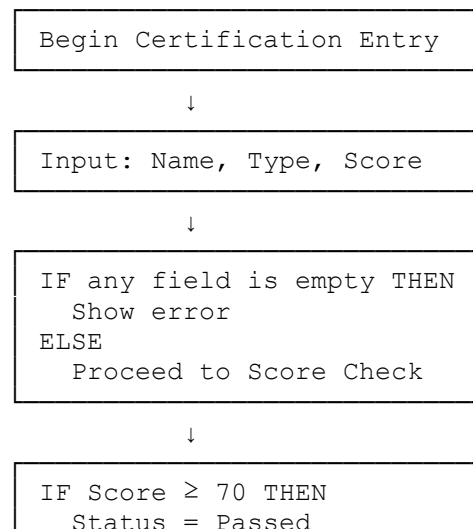 Begin Certification Entry
↓
Input: Name, Type, Score
↓
IF any field is empty THEN
Show error
ELSE
Proceed to Score Check
↓
IF Score ≥ 70 THEN
Status = Passed